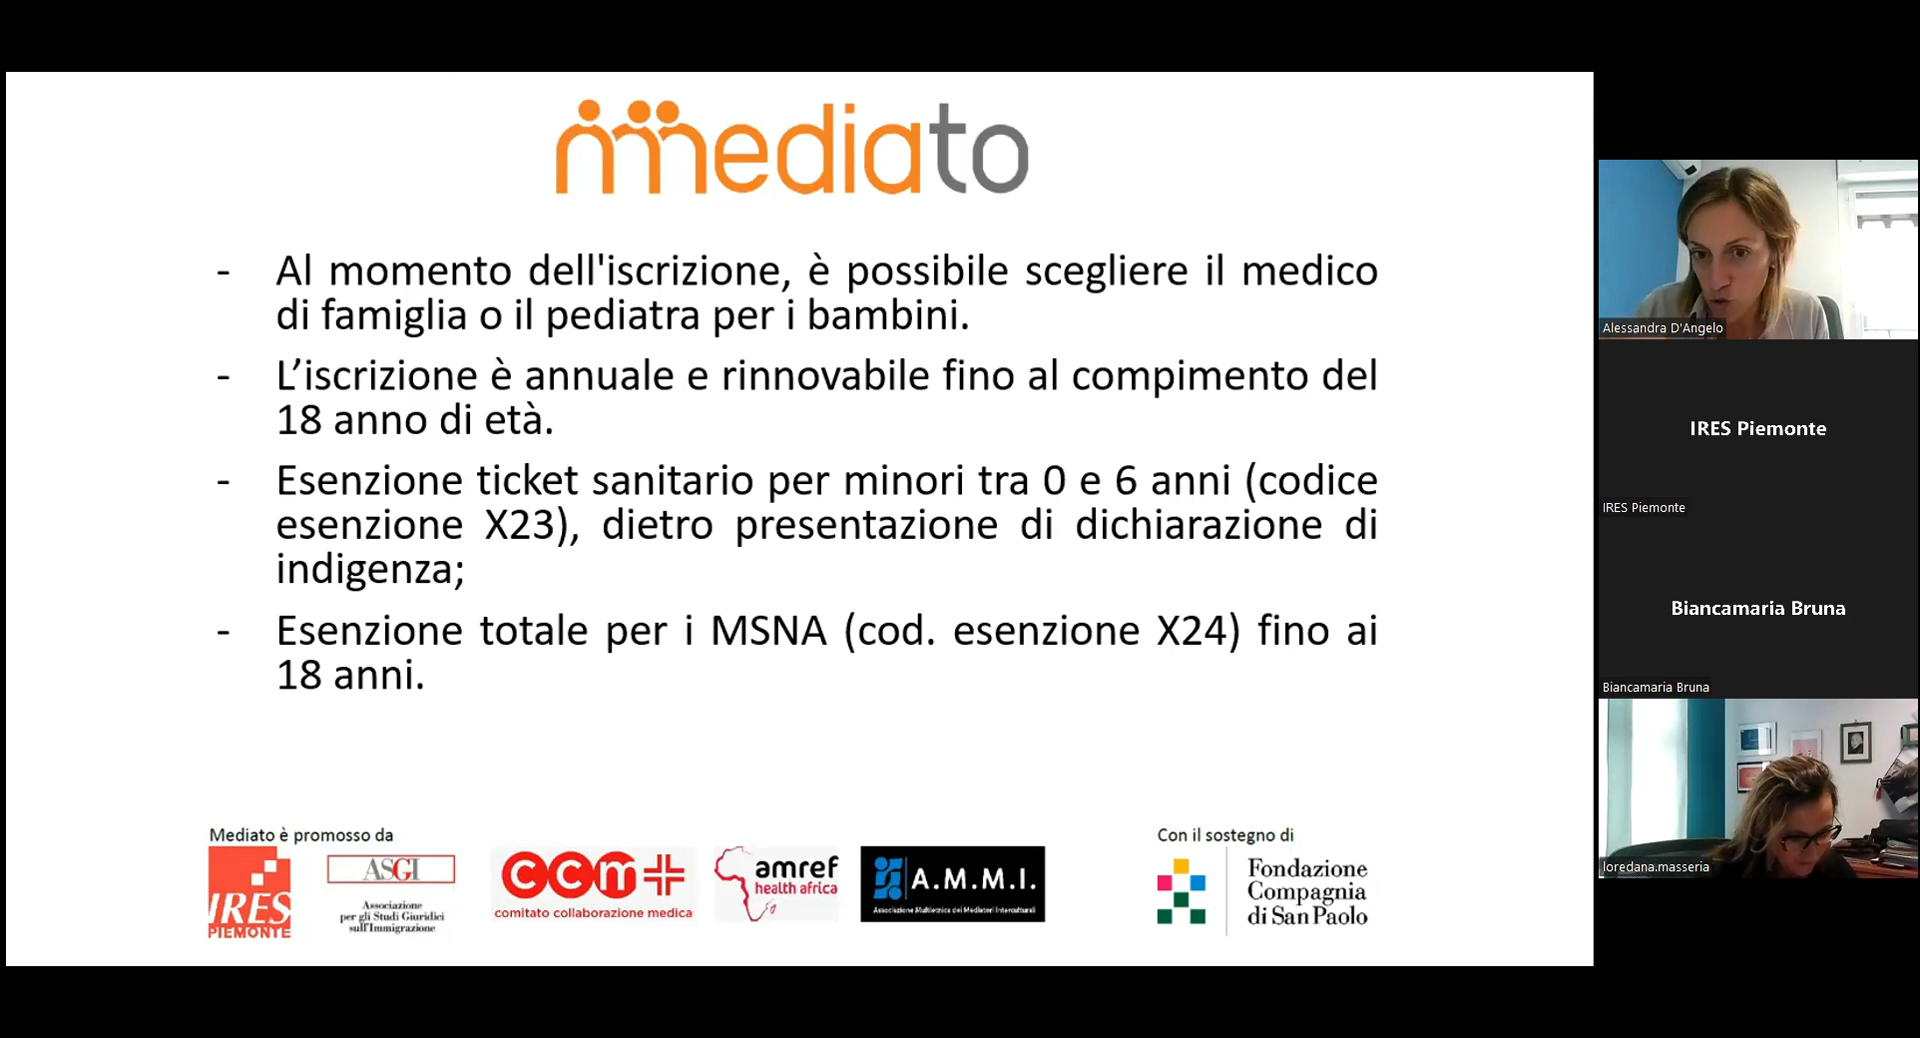 mediato
- Al momento dell'iscrizione, è possibile scegliere il medico
di famiglia o il pediatra per i bambini.
- L’iscrizione è annuale e rinnovabile fino al compimento del
18 anno di età.
- Esenzione ticket sanitario per minori tra 0 e 6 anni (codice
esenzione X23), dietro presentazione di dichiarazione di
indigenza;
- Esenzione totale per i MSNA (cod. esenzione X24) fino ai
18 anni.
Mediato è promosso da
IRES
PIEMONTE
ASGI
Associazione
per gli Studi Giuridici
sull'Immigrazione
ccm
comitato collaborazione medica
amref
health africa
A.M.M.I.
Associazione Multietnica dei Mediatori Interculturali
Con il sostegno di
Fondazione
Compagnia
di San Paolo
Alessandra D'Angelo
IRES Piemonte
IRES Piemonte
Biancamaria Bruna
Biancamaria Bruna
loredana.masseria